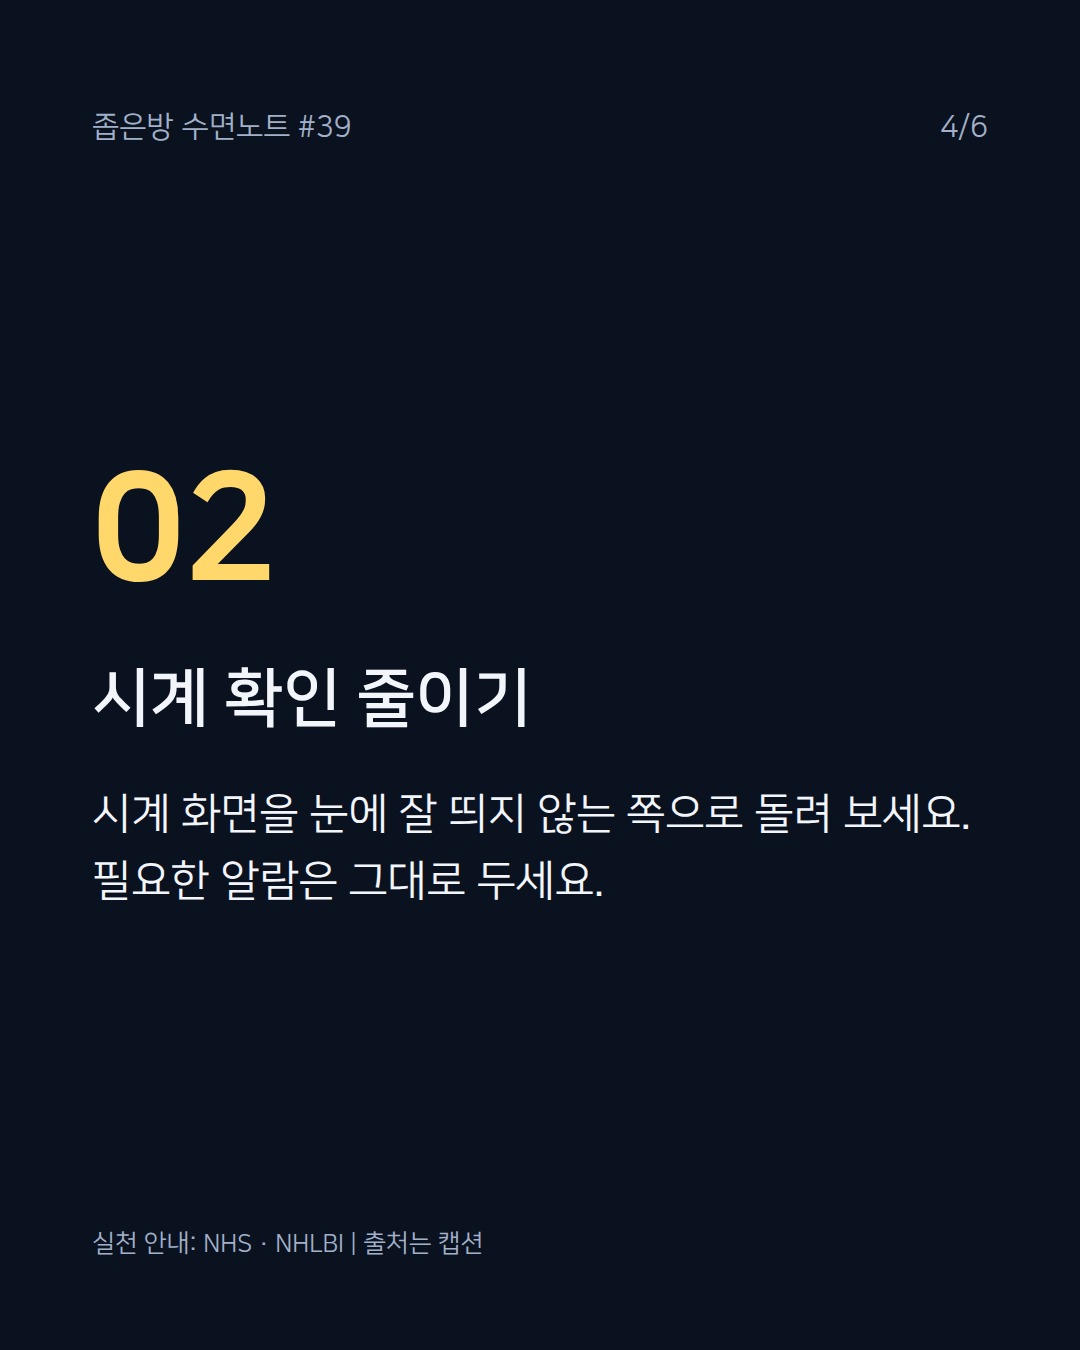 좁은방 수면노트 #39
4/6
02
시계 확인 줄이기
시계 화면을 눈에 잘 띄지 않는 쪽으로 돌려 보세요.
필요한 알람은 그대로 두세요.
실천 안내: NHS · NHLBI | 출처는 캡션